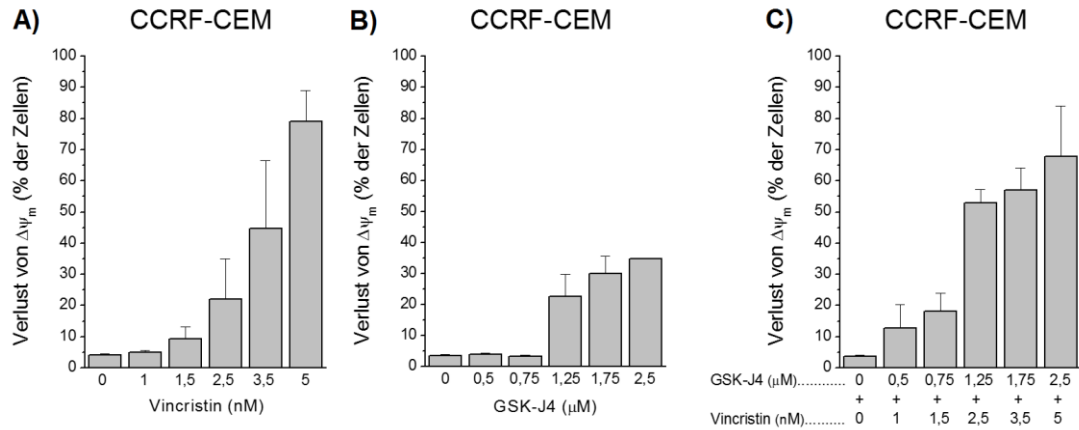 A) CCRF-CEM
Verlust von Δψm (% der Zellen)
100
90
80
70
60
50
40
30
20
10
0
0 1 1,5 2,5 3,5 5
Vincristin (nM)
B) CCRF-CEM
Verlust von Δψm (% der Zellen)
100
90
80
70
60
50
40
30
20
10
0
0 0,5 0,75 1,25 1,75 2,5
GSK-J4 (μM)
C) CCRF-CEM
Verlust von Δψm (% der Zellen)
100
90
80
70
60
50
40
30
20
10
0
GSK-J4 (μM)............ 0 0,5 0,75 1,25 1,75 2,5
+ + + + + +
Vincristin (nM)......... 0 1 1,5 2,5 3,5 5